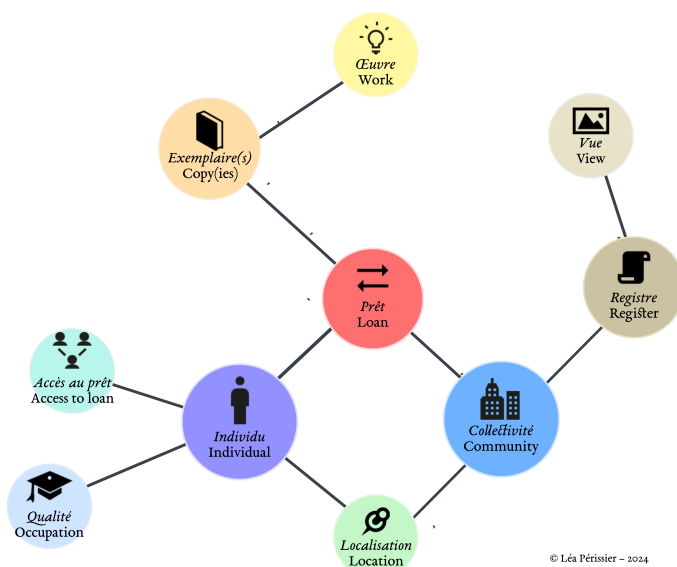 Œuvre
Work
Exemplaire(s)
Copy(ies)
Vue
View
Prêt
Loan
Registre
Register
Accès au prêt
Access to loan
Individu
Individual
Collectivité
Community
Qualité
Occupation
Localisation
Location
© Léa Périssier – 2024